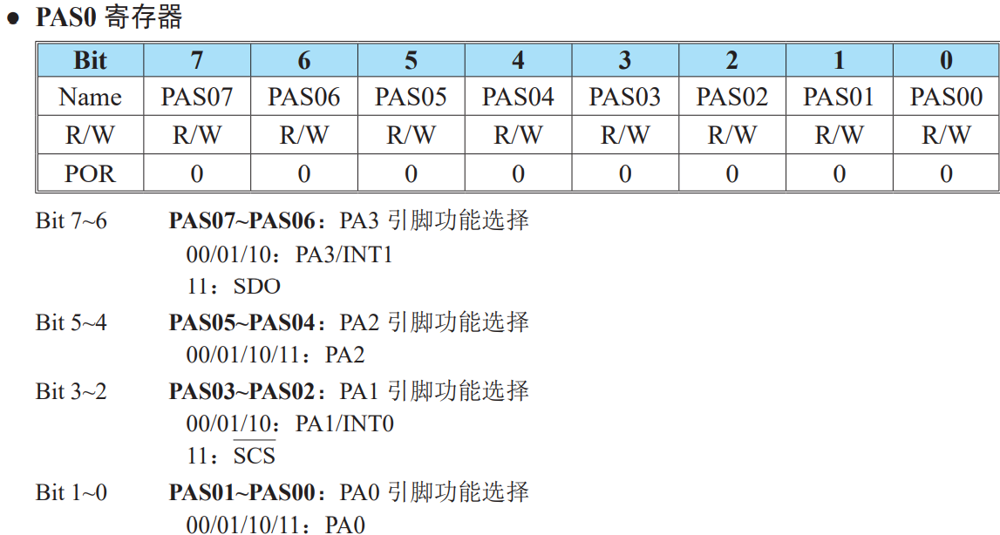 ● PAS0 寄存器
Bit 7 6 5 4 3 2 1 0
Name PAS07 PAS06 PAS05 PAS04 PAS03 PAS02 PAS01 PAS00
R/W R/W R/W R/W R/W R/W R/W R/W R/W
POR 0 0 0 0 0 0 0 0
Bit 7~6 PAS07~PAS06：PA3 引脚功能选择
00/01/10：PA3/INT1
11：SDO
Bit 5~4 PAS05~PAS04：PA2 引脚功能选择
00/01/10/11：PA2
Bit 3~2 PAS03~PAS02：PA1 引脚功能选择
00/01/10：PA1/INT0
11：S̅C̅S̅
Bit 1~0 PAS01~PAS00：PA0 引脚功能选择
00/01/10/11：PA0